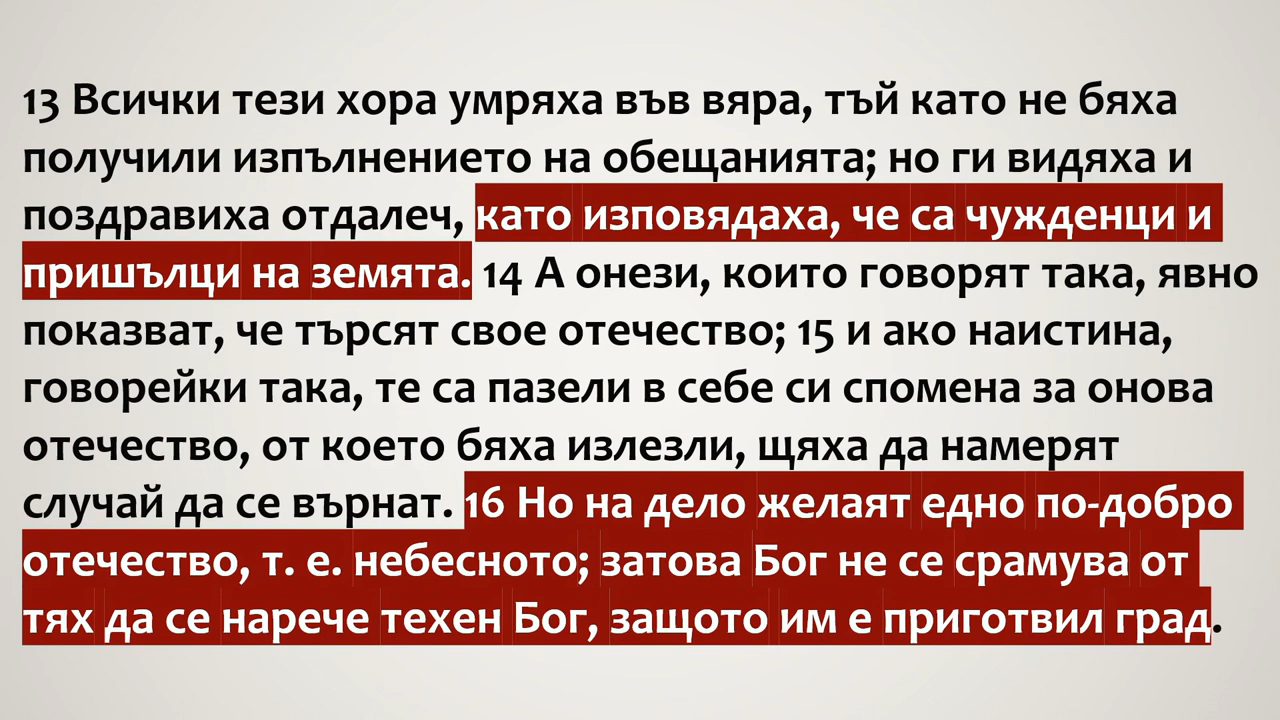 13 Всички тези хора умряха във вяра, тъй като не бяха
получили изпълнението на обещанията; но ги видяха и
поздравиха отдалеч, като изповядаха, че са чужденци и
пришълци на земята. 14 А онези, които говорят така, явно
показват, че търсят свое отечество; 15 и ако наистина,
говорейки така, те са пазели в себе си спомена за онова
отечество, от което бяха излезли, щяха да намерят
случай да се върнат. 16 Но на дело желаят едно по-добро
отечество, т. е. небесното; затова Бог не се срамува от
тях да се нарече техен Бог, защото им е приготвил град.